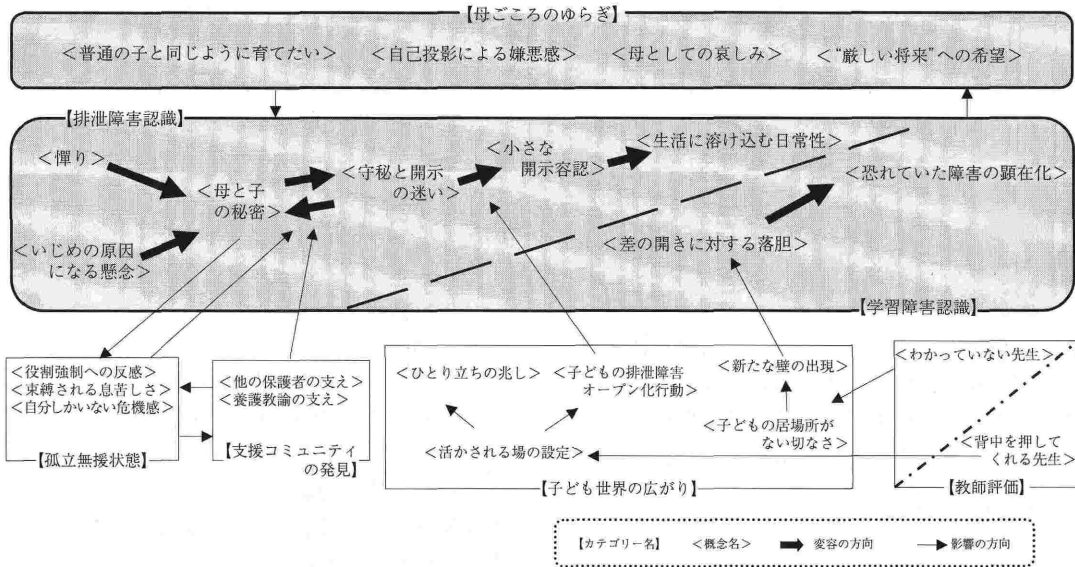 【母ごころのゆらぎ】
<普通の子と同じように育てたい>
<自己投影による嫌悪感>
<母としての哀しみ>
<“厳しい将来”への希望>
【排泄障害認識】
<憚り>
<いじめの原因
になる懸念>
<母と子
の秘密>
<守秘と開示
の迷い>
<小さな
開示容認>
<生活に溶け込む日常性>
<恐れていた障害の顕在化>
<差の開きに対する落胆>
【学習障害認識】
<役割強制への反感>
<束縛される息苦しさ>
<自分しかいない危機感>
【孤立無援状態】
<他の保護者の支え>
<養護教諭の支え>
【支援コミュニティ
の発見】
<ひとり立ちの兆し>
<子どもの排泄障害
オープン化行動>
<新たな壁の出現>
<子どもの居場所が
ない切なさ>
<活かされる場の設定>
【子ども世界の広がり】
<わかっていない先生>
<背中を押して
くれる先生>
【教師評価】
【カテゴリー名】 <概念名> 変容の方向 影響の方向